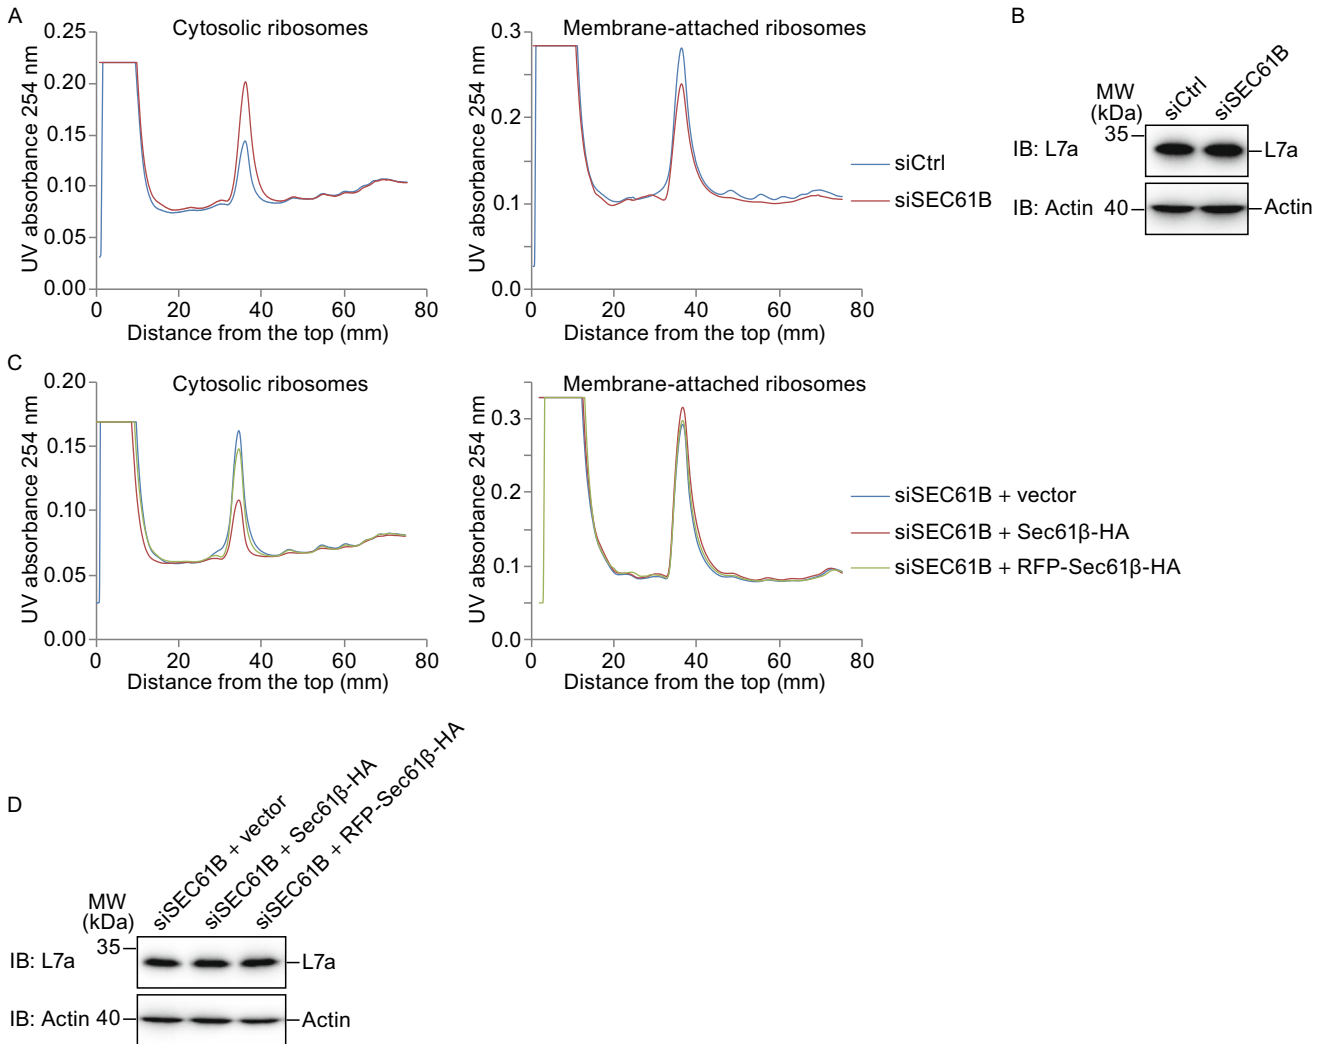 A
Cytosolic ribosomes
UV absorbance 254 nm
0.25
0.20
0.15
0.10
0.05
0.00
0 20 40 60 80
Distance from the top (mm)
Membrane-attached ribosomes
UV absorbance 254 nm
0.3
0.2
0.1
0.0
0 20 40 60 80
Distance from the top (mm)
siCtrl
siSEC61B
B
MW
(kDa)
siCtrl
siSEC61B
35
IB: L7a
L7a
IB: Actin
40
Actin
C
Cytosolic ribosomes
UV absorbance 254 nm
0.20
0.15
0.10
0.05
0.00
0 20 40 60 80
Distance from the top (mm)
Membrane-attached ribosomes
UV absorbance 254 nm
0.3
0.2
0.1
0.0
0 20 40 60 80
Distance from the top (mm)
siSEC61B + vector
siSEC61B + Sec61β-HA
siSEC61B + RFP-Sec61β-HA
D
MW
(kDa)
siSEC61B + vector
siSEC61B + Sec61β-HA
siSEC61B + RFP-Sec61β-HA
35
IB: L7a
L7a
IB: Actin
40
Actin